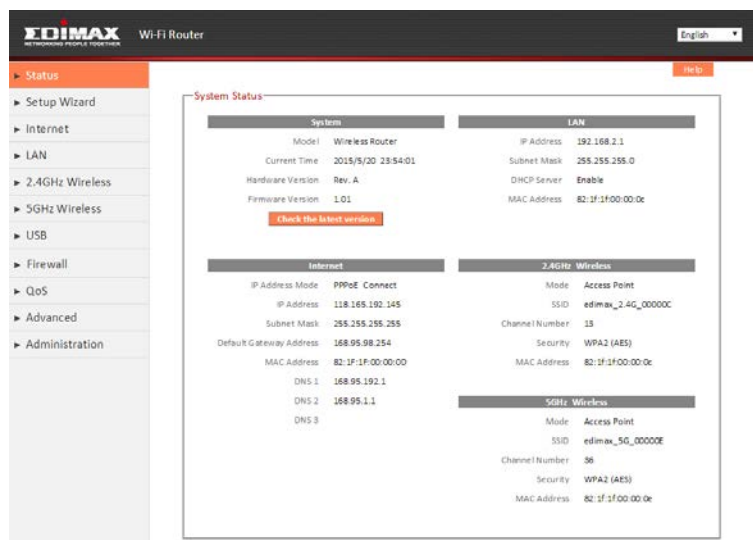 EDIMAX
NETWORKING PEOPLE TOGETHER
Wi-Fi Router
English
Help
Status
Setup Wizard
Internet
LAN
2.4GHz Wireless
5GHz Wireless
USB
Firewall
QoS
Advanced
Administration
System Status
System
Model Wireless Router
Current Time 2015/5/20 23:54:01
Hardware Version Rev. A
Firmware Version 1.01
Check the latest version
LAN
IP Address 192.168.2.1
Subnet Mask 255.255.255.0
DHCP Server Enable
MAC Address 82:1f:1f:00:00:0c
Internet
IP Address Mode PPPoE Connect
IP Address 118.165.192.145
Subnet Mask 255.255.255.255
Default Gateway Address 168.95.98.254
MAC Address 82:1F:1F:00:00:0D
DNS 1 168.95.192.1
DNS 2 168.95.1.1
DNS 3
2.4GHz Wireless
Mode Access Point
SSID edimax_2.4G_00000C
Channel Number 13
Security WPA2 (AES)
MAC Address 82:1f:1f:00:00:0c
5GHz Wireless
Mode Access Point
SSID edimax_5G_00000E
Channel Number 36
Security WPA2 (AES)
MAC Address 82:1f:1f:00:00:0e